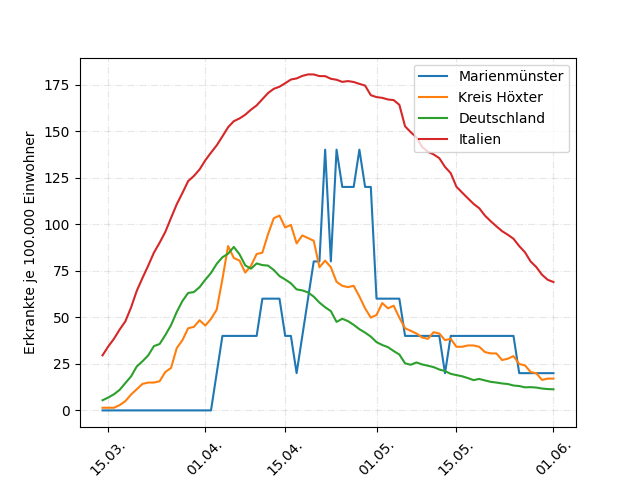 Marienmünster
Kreis Höxter
Deutschland
Italien
Erkrankte je 100.000 Einwohner
175
150
125
100
75
50
25
0
15.03.
01.04.
15.04.
01.05.
15.05.
01.06.